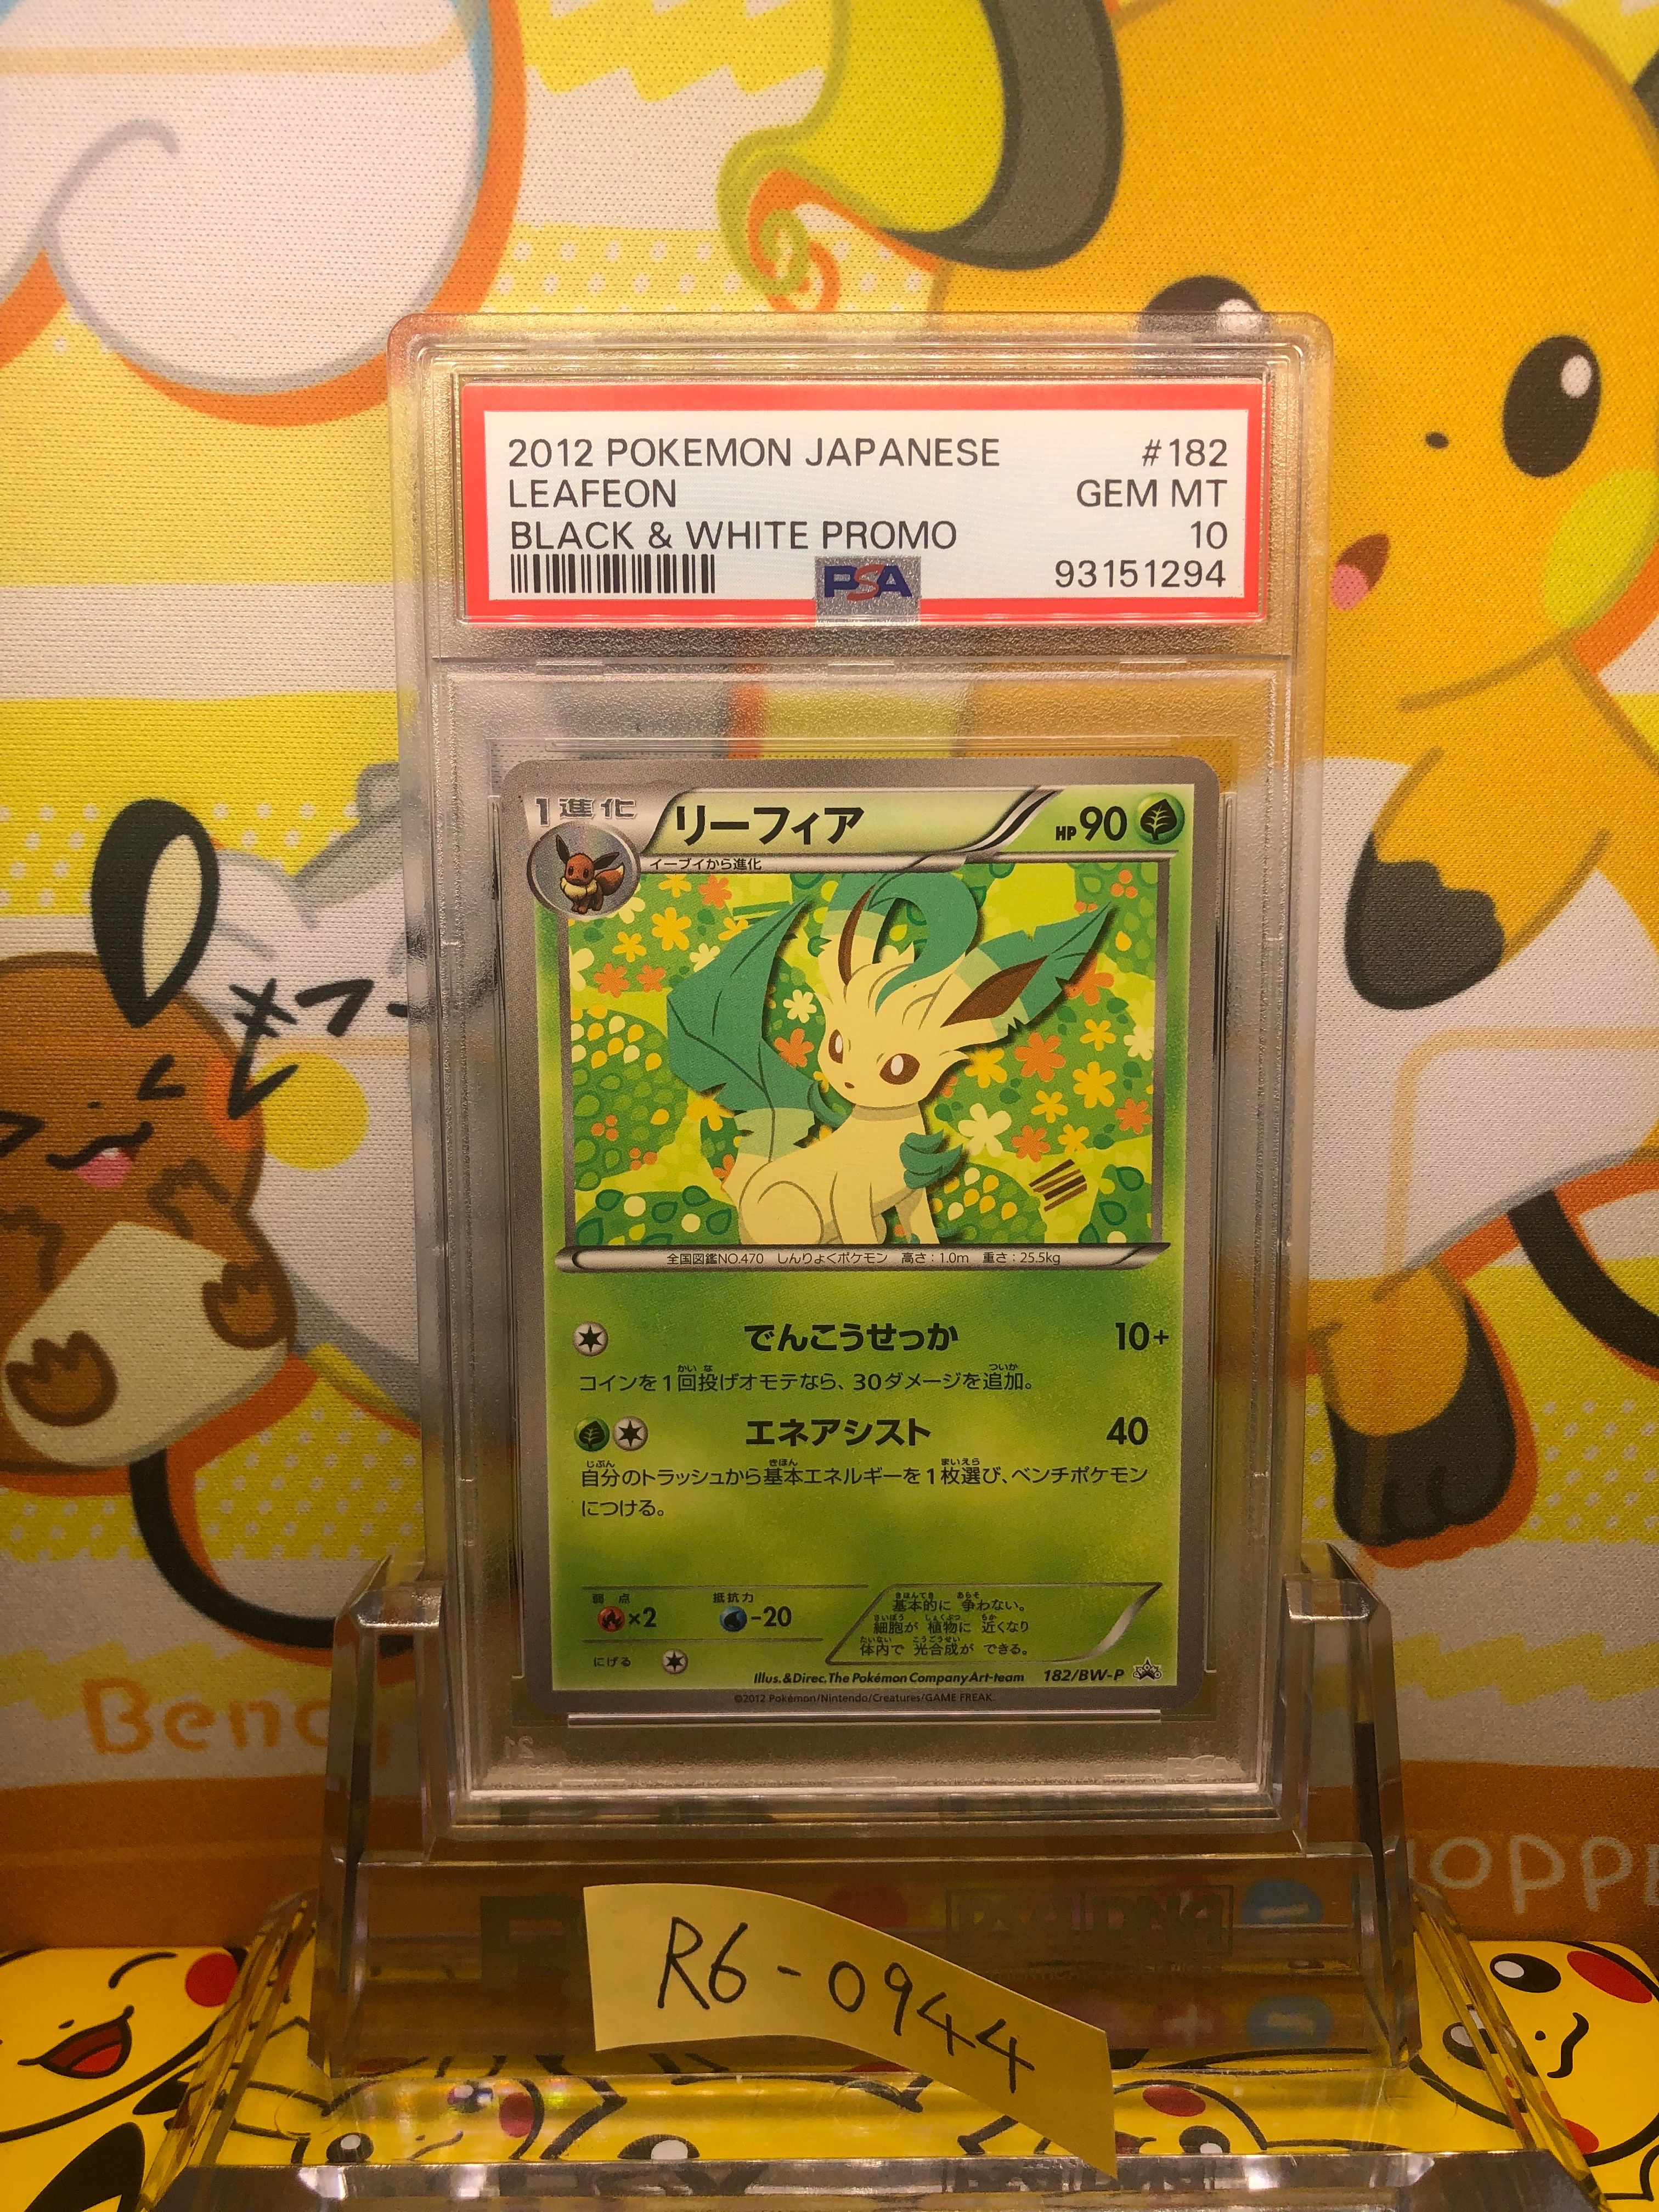 2012 POKEMON JAPANESE #182
LEAFEON GEM MT
BLACK & WHITE PROMO 10
PSA 93151294
1進化 リーフィア HP90
イーブイから進化
全国図鑑NO.470 しんりょくポケモン 高さ:1.0m 重さ:25.5kg
でんこうせっか 10+
コインを1回投げオモテなら、30ダメージを追加。
エネアシスト 40
自分のトラッシュから基本エネルギーを1枚選び、ベンチポケモン
につける。
弱点 ×2 抵抗力 -20
にげる
基本的に 争わない。
細胞が 植物に 近くなり
体内で 光合成が できる。
Illus.&Direc.The Pokémon Company Art-team 182/BW-P
©2012 Pokémon/Nintendo/Creatures/GAME FREAK.
R6-0944